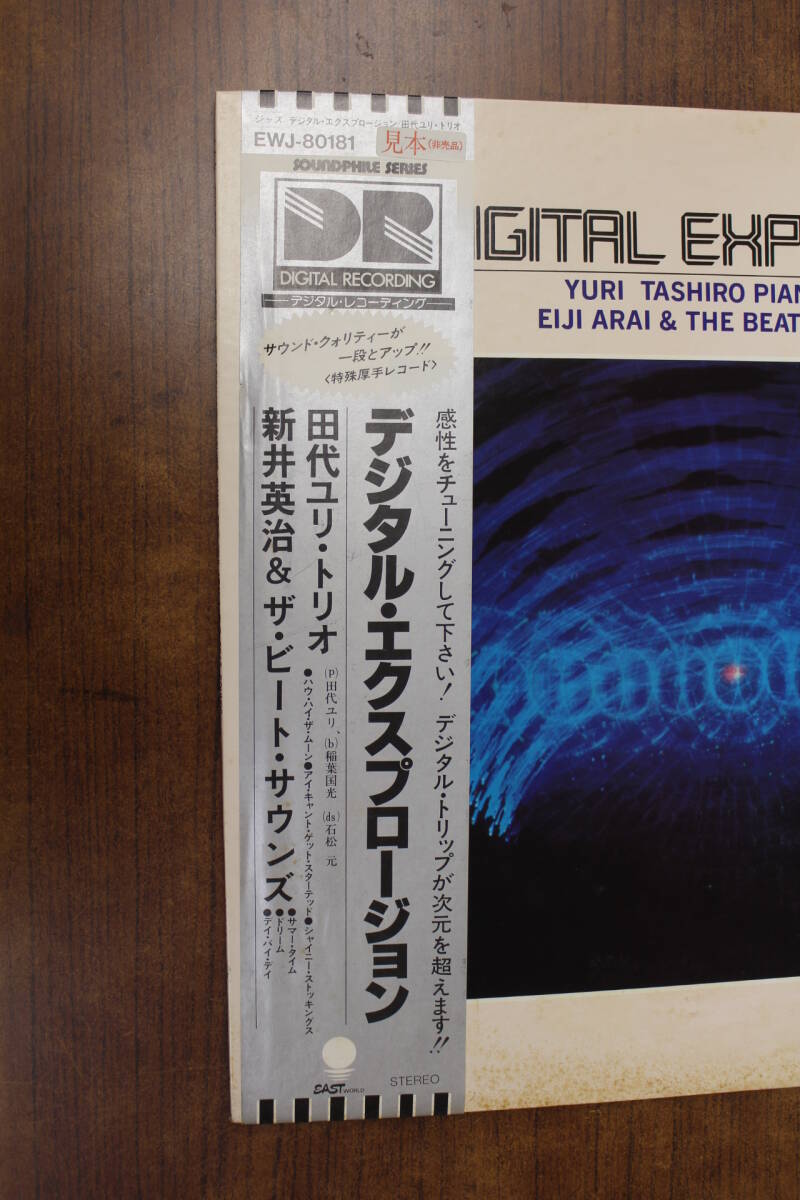 ジャズ デジタル・エクスプロージョン/田代ユリ・トリオ
EWJ-80181
見本(非売品)
SOUNDPHILE SERIES
DR
DIGITAL RECORDING
デジタル・レコーディング
サウンド・クォリティーが
一段とアップ!!
〈特殊厚手レコード〉
感性をチューニングして下さい! デジタル・トリップが次元を超えます!!
デジタル・エクスプロージョン
田代ユリ・トリオ
(p)田代ユリ、(b)稲葉国光 (ds)石松 元
●ハウ・ハイ・ザ・ムーン●アイ・キャント・ゲット・スターテッド●シャイニー・ストッキングス
新井英治&ザ・ビート・サウンズ
●サマー・タイム
●ドリーム
●デイ・バイ・デイ
EAST WORLD
STEREO
IGITAL EXP
YURI TASHIRO PIAN
EIJI ARAI & THE BEAT